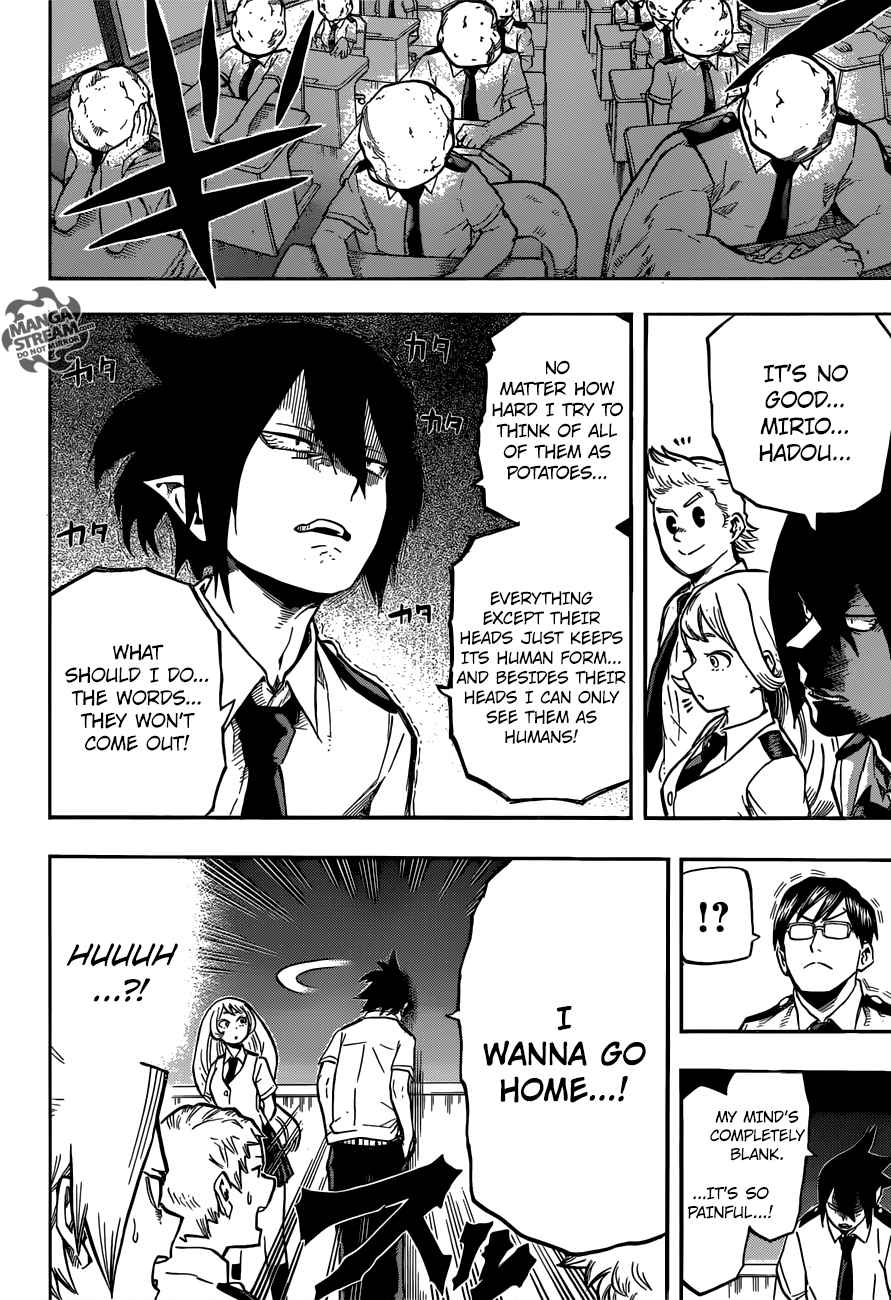 MANGA
STREAM.com
DO NOT MIRROR
IT'S NO
GOOD...
MIRIO...
HADOU...
NO
MATTER HOW
HARD I TRY TO
THINK OF ALL
OF THEM AS
POTATOES...
EVERYTHING
EXCEPT THEIR
HEADS JUST KEEPS
ITS HUMAN FORM...
AND BESIDES THEIR
HEADS I CAN ONLY
SEE THEM AS
HUMANS!
カタ
カタ
カタ
カタ
カタ
WHAT
SHOULD I DO...
THE WORDS...
THEY WON'T
COME OUT!
!?
MY MIND'S
COMPLETELY
BLANK.
...IT'S SO
PAINFUL...!
I
WANNA GO
HOME...!
HUUUH
...?!